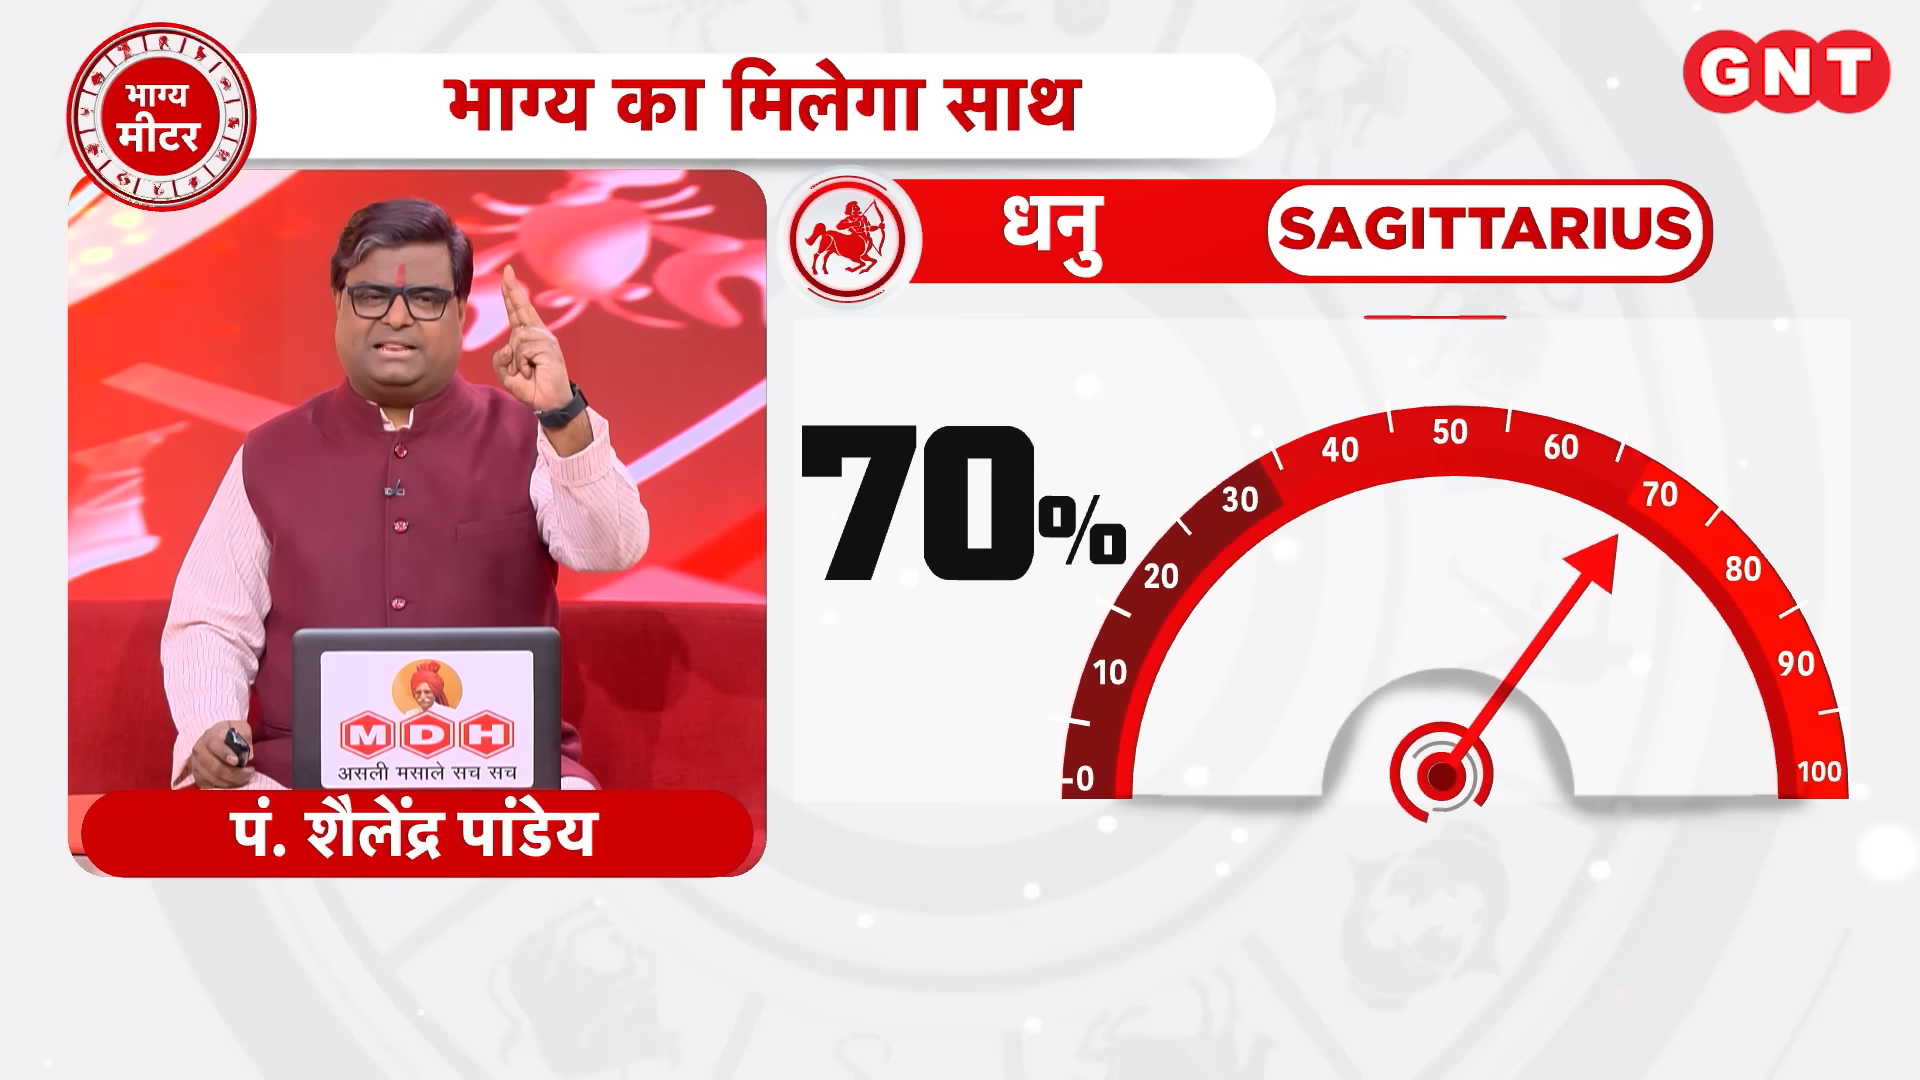 भाग्य
मीटर
भाग्य का मिलेगा साथ
GNT
धनु
SAGITTARIUS
70%
0
10
20
30
40
50
60
70
80
90
100
MDH
असली मसाले सच सच
पं. शैलेंद्र पांडेय